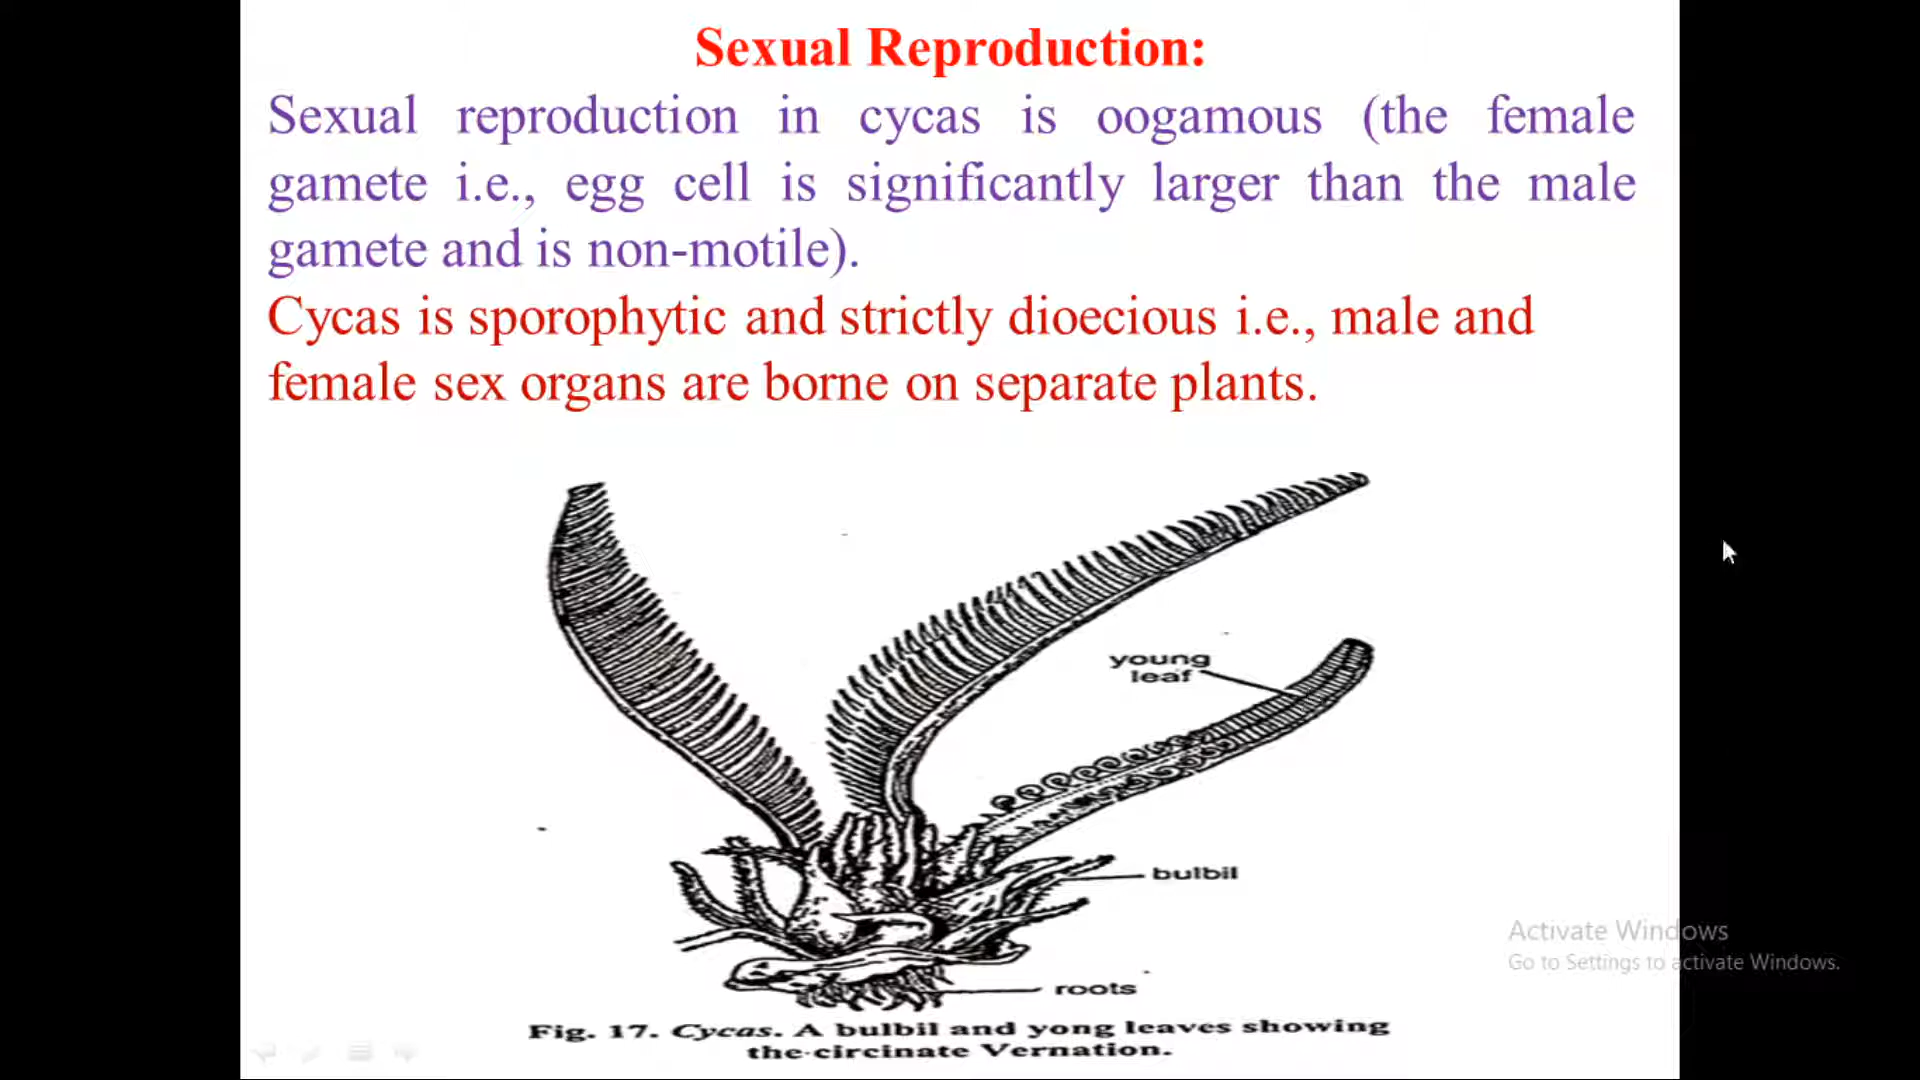 Sexual Reproduction:
Sexual reproduction in cycas is oogamous (the female
gamete i.e., egg cell is significantly larger than the male
gamete and is non-motile).
Cycas is sporophytic and strictly dioecious i.e., male and
female sex organs are borne on separate plants.
young
leaf
bulbil
roots
Fig. 17. Cycas. A bulbil and yong leaves showing
the circinate Vernation.
Activate Windows
Go to Settings to activate Windows.